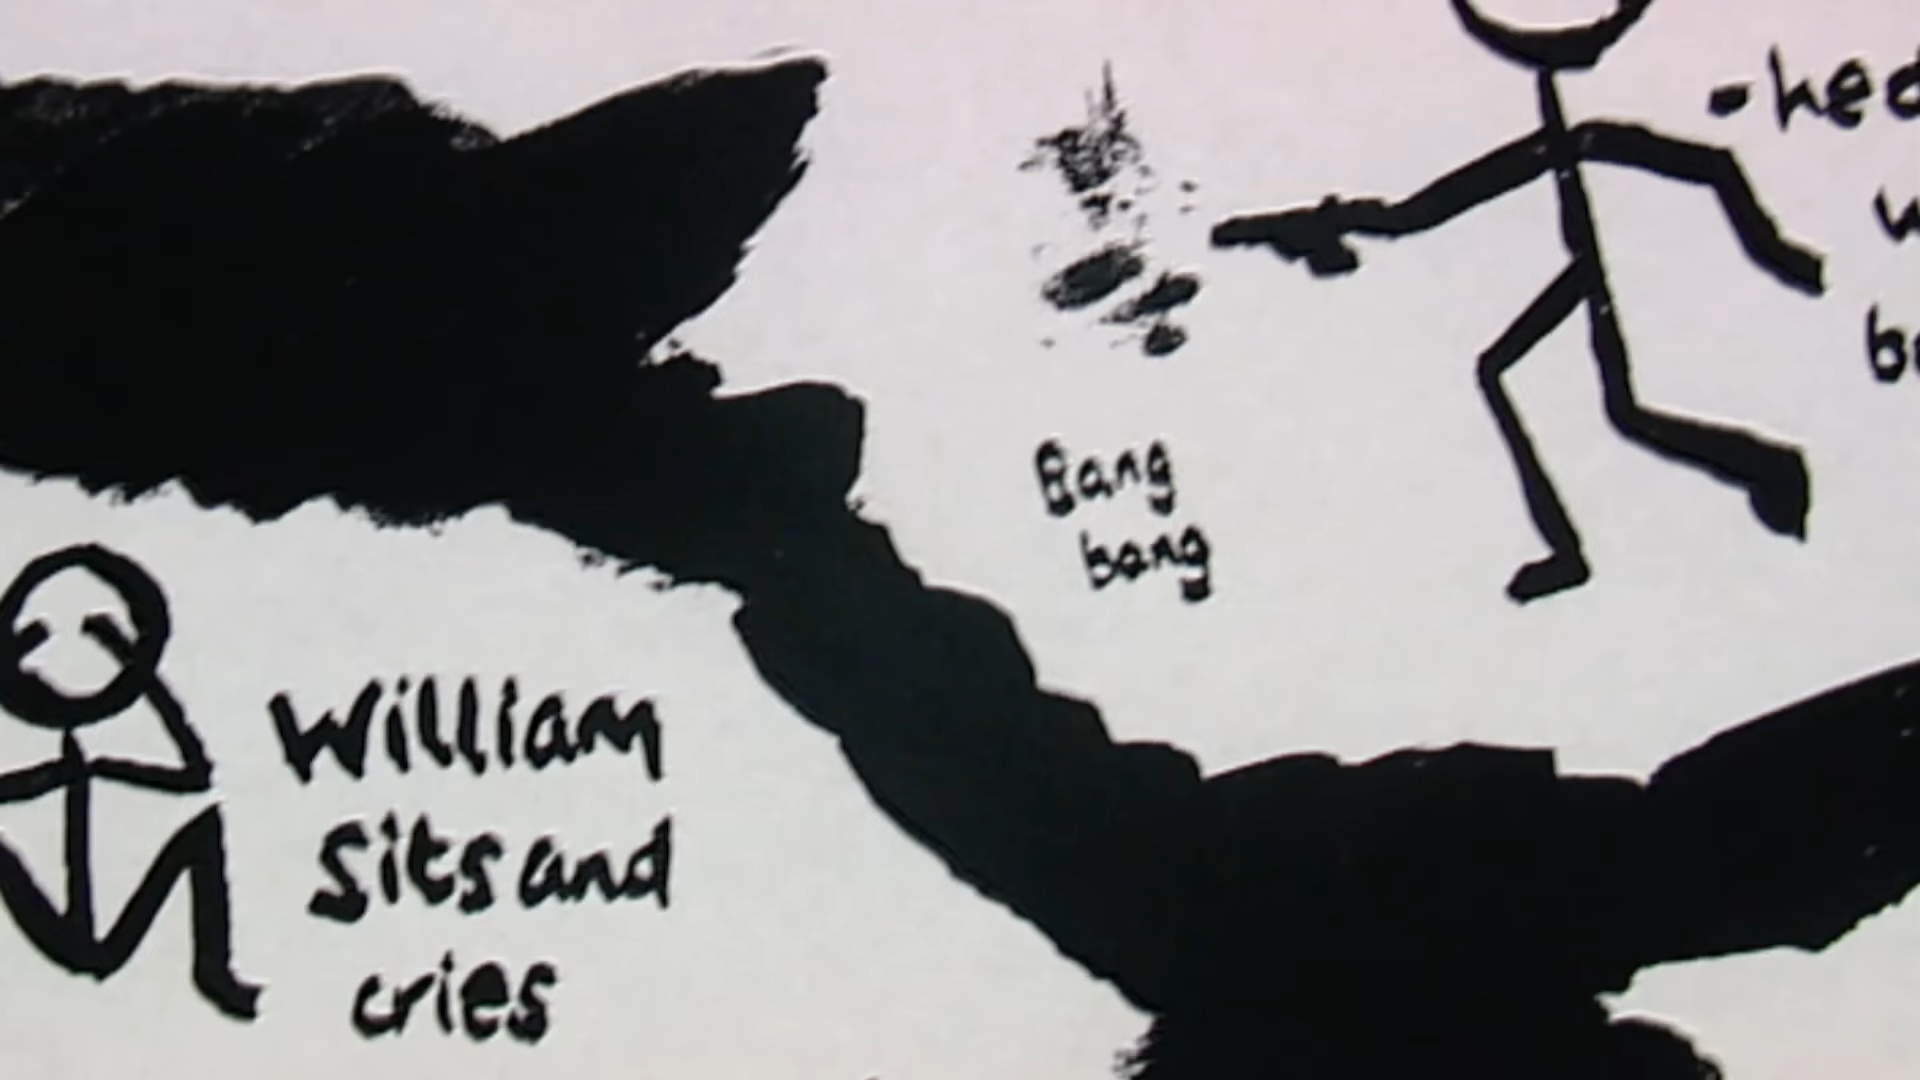 Bang
bang
William
sits and
cries